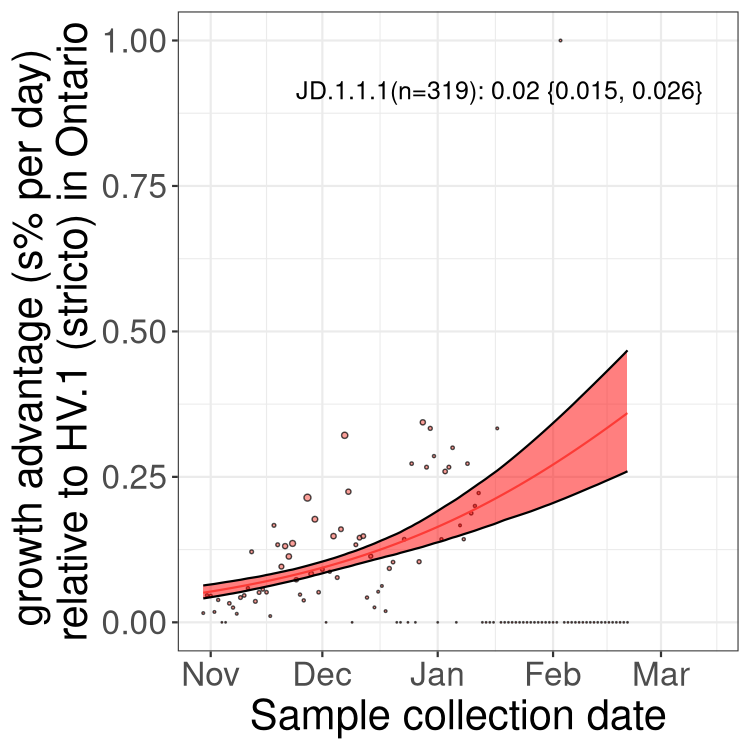 growth advantage (s% per day)
relative to HV.1 (stricto) in Ontario
1.00
0.75
0.50
0.25
0.00
JD.1.1.1(n=319): 0.02 {0.015, 0.026}
Nov Dec Jan Feb Mar
Sample collection date